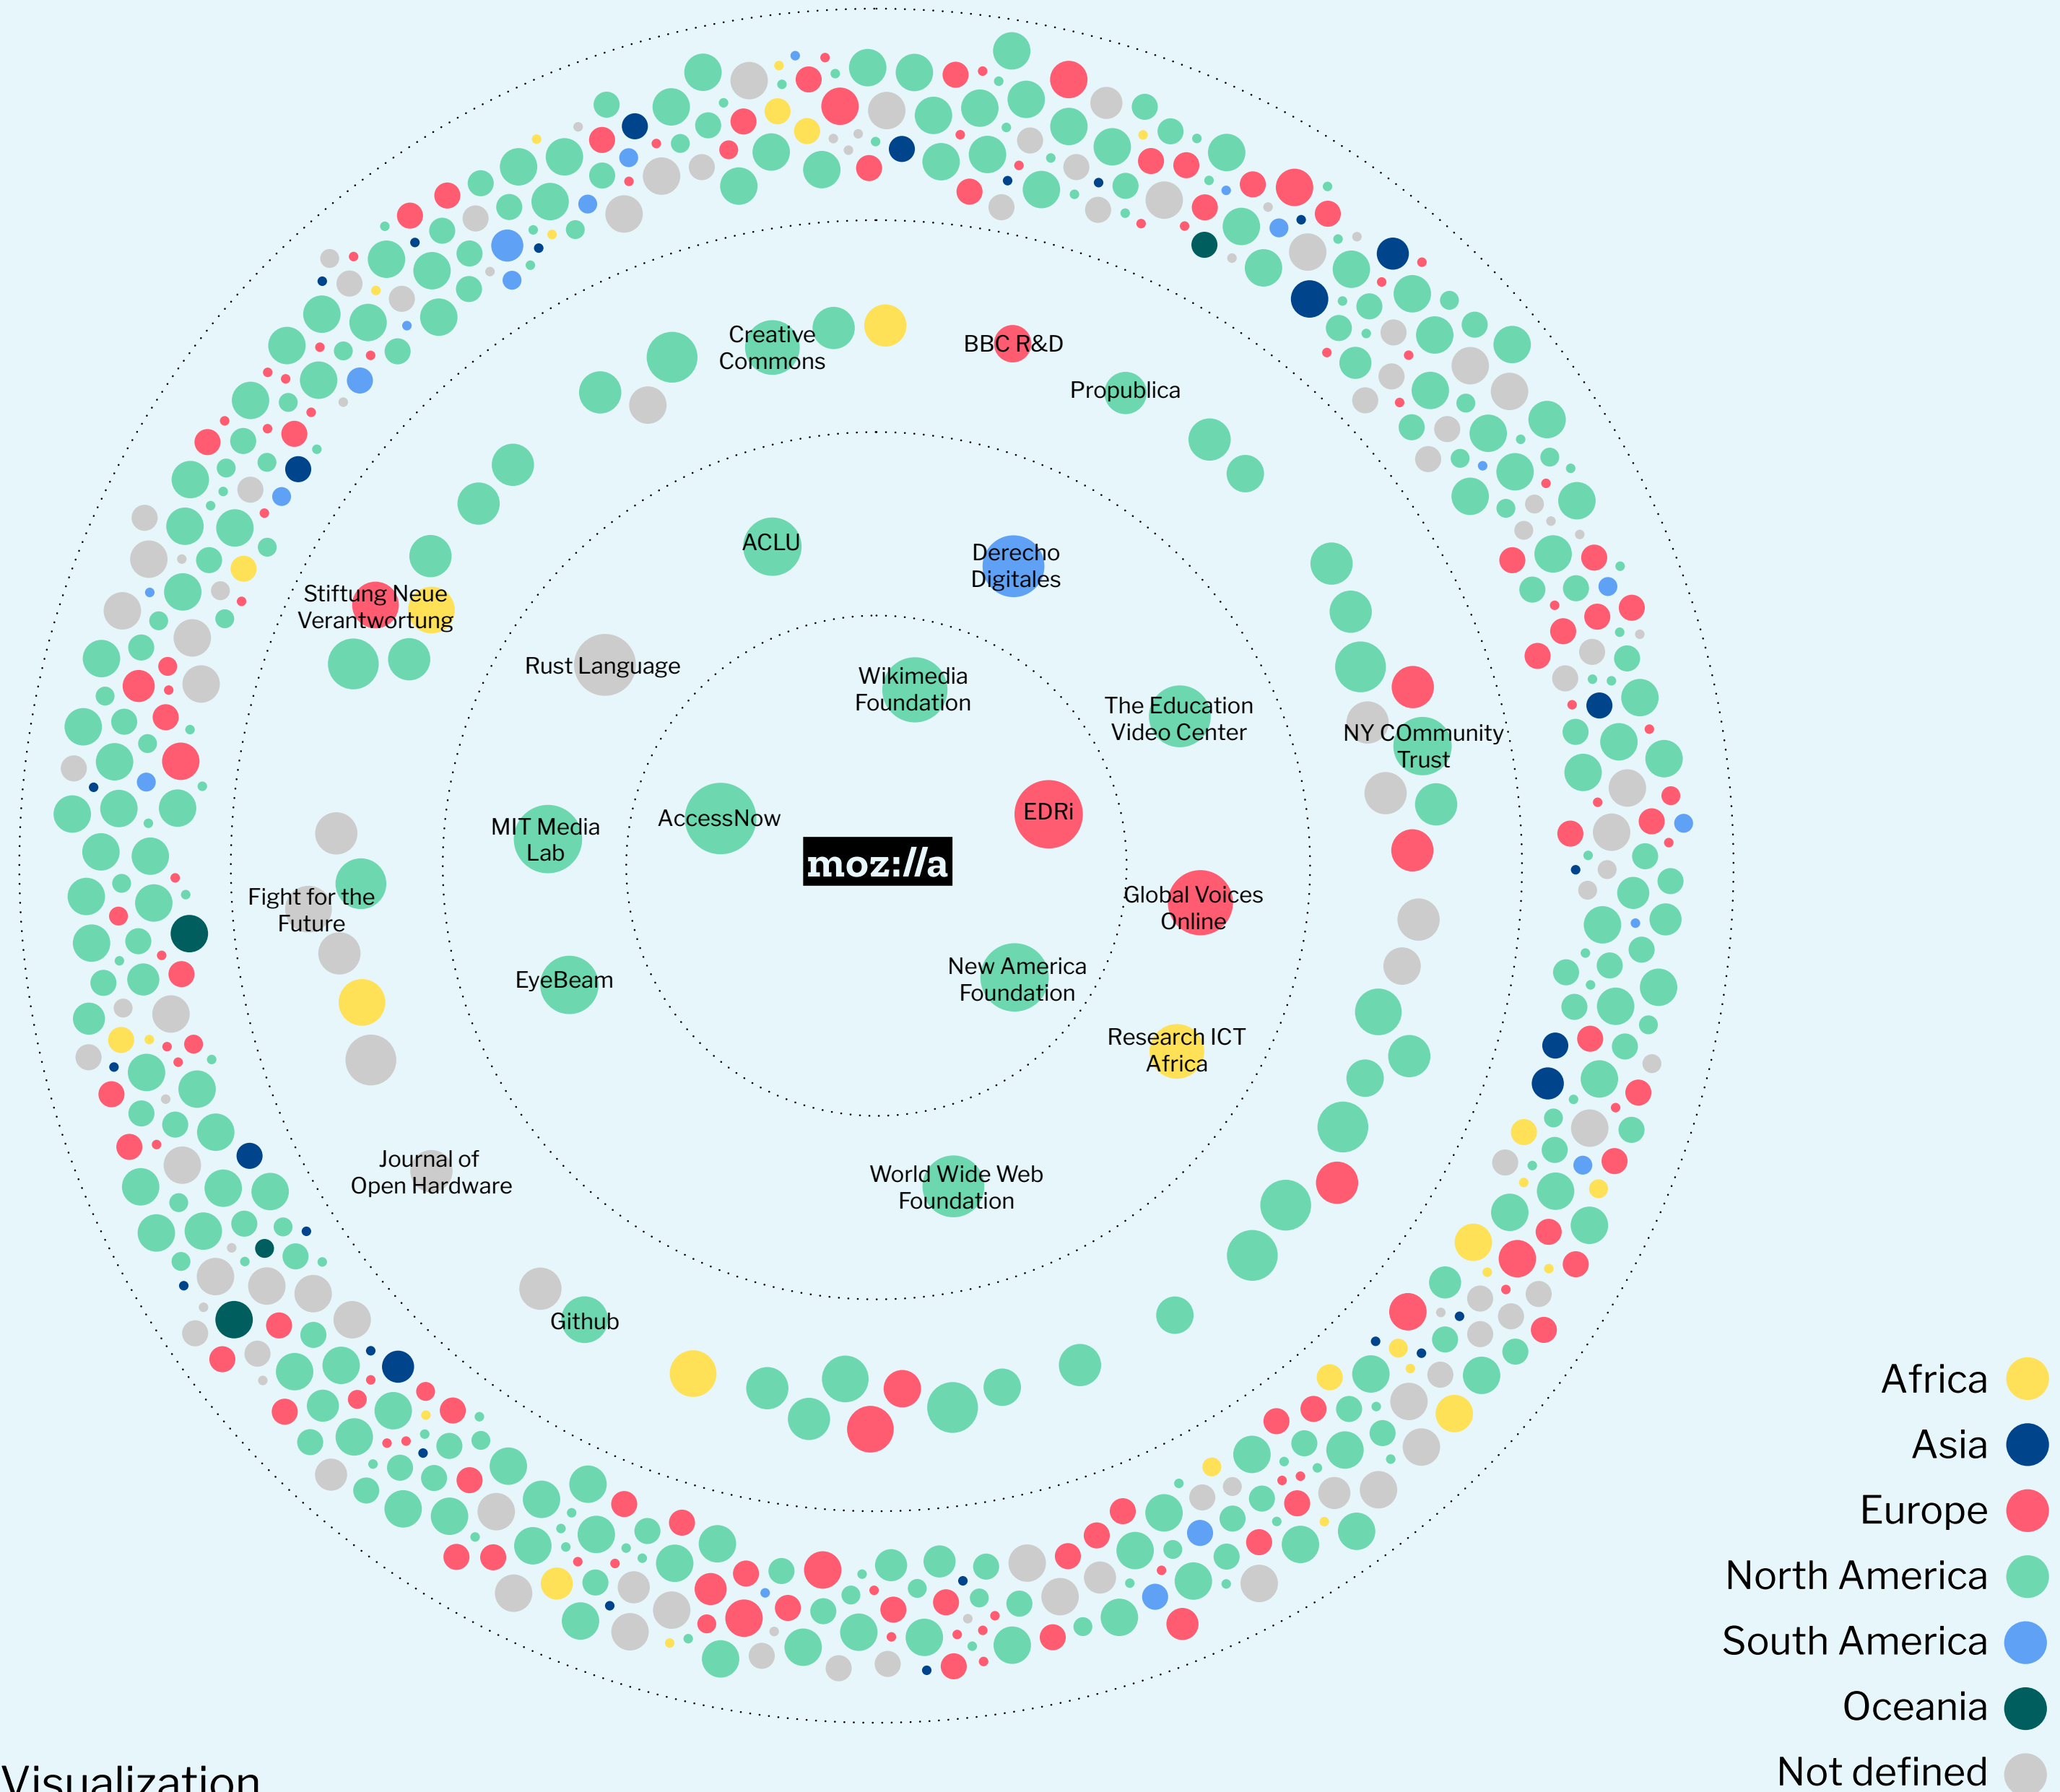 Creative
Commons
BBC R&D
Propublica
ACLU
Derecho
Digitales
Stiftung Neue
Verantwortung
Rust Language
Wikimedia
Foundation
The Education
Video Center
NY COmmunity
Trust
MIT Media
Lab
AccessNow
EDRi
moz://a
Fight for the
Future
Global Voices
Online
EyeBeam
New America
Foundation
Research ICT
Africa
Journal of
Open Hardware
World Wide Web
Foundation
Github
Africa
Asia
Europe
North America
South America
Oceania
Not defined
Visualization